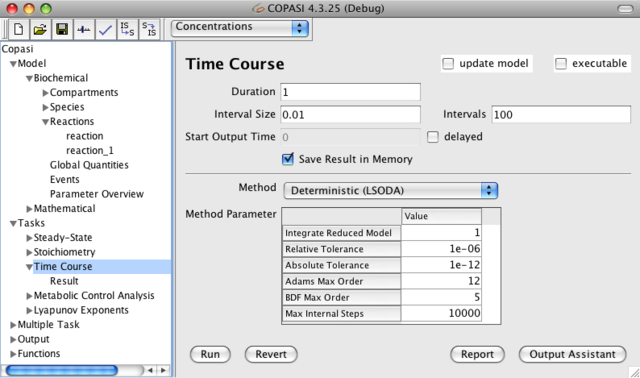 COPASI 4.3.25 (Debug)
Concentrations
Copasi
Model
Biochemical
Compartments
Species
Reactions
reaction
reaction_1
Global Quantities
Events
Parameter Overview
Mathematical
Tasks
Steady-State
Stoichiometry
Time Course
Result
Metabolic Control Analysis
Lyapunov Exponents
Multiple Task
Output
Functions
Time Course
update model
executable
Duration 1
Interval Size 0.01 Intervals 100
Start Output Time 0 delayed
Save Result in Memory
Method Deterministic (LSODA)
Method Parameter
Value
Integrate Reduced Model 1
Relative Tolerance 1e-06
Absolute Tolerance 1e-12
Adams Max Order 12
BDF Max Order 5
Max Internal Steps 10000
Run Revert Report Output Assistant